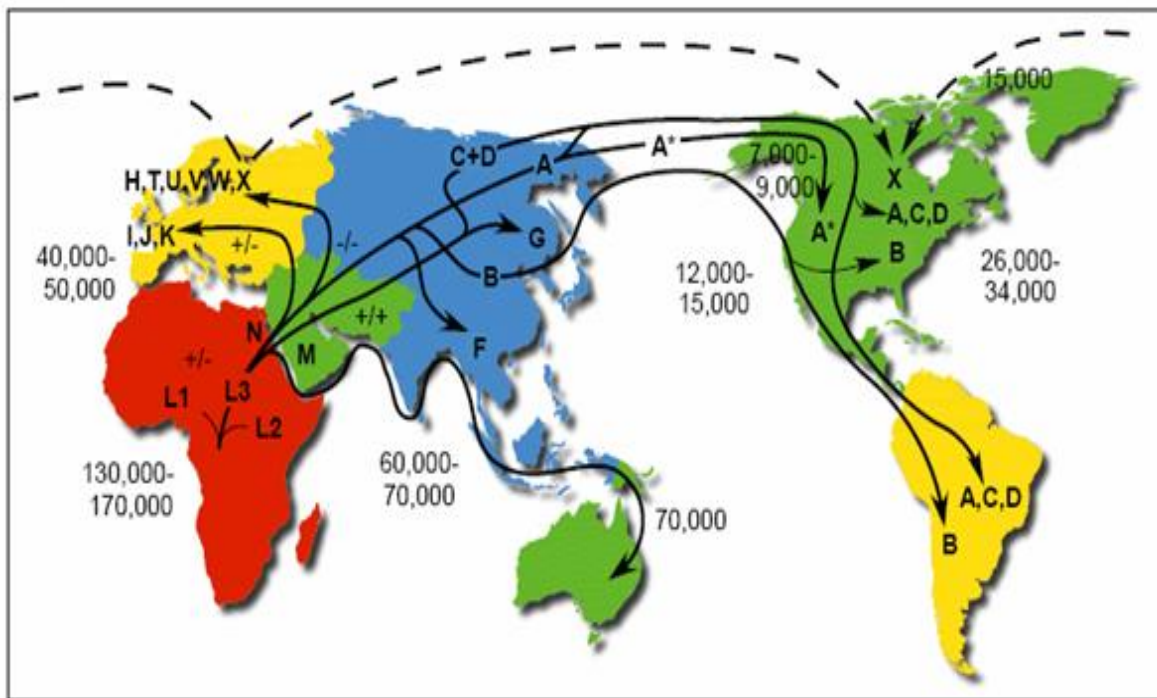 15,000
C+D
A
A*
7,000-
9,000
H,T,U,V,W,X
X
A,C,D
I,J,K
+/-
-/-
G
A*
B
40,000-
50,000
B
12,000-
15,000
26,000-
34,000
N
+/+
M
F
+/-
L3
L1
L2
130,000-
170,000
60,000-
70,000
70,000
A,C,D
B